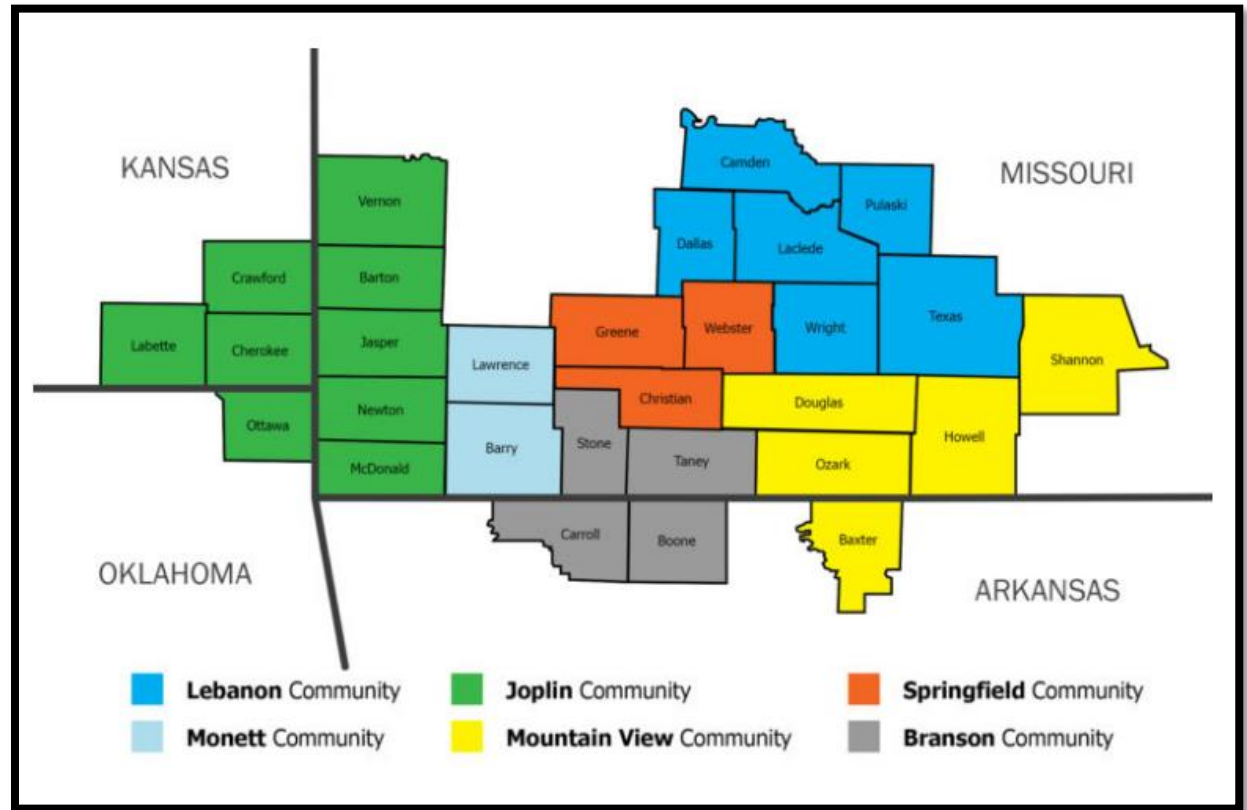 KANSAS
MISSOURI
Camden
Pulaski
Vernon
Dallas
Laclede
Crawford
Barton
Texas
Labette
Cherokee
Jasper
Greene
Webster
Wright
Shannon
Lawrence
Newton
Christian
Douglas
Ottawa
Howell
Stone
Barry
Taney
Ozark
McDonald
Carroll
Boone
Baxter
OKLAHOMA
ARKANSAS
Lebanon Community
Joplin Community
Springfield Community
Monett Community
Mountain View Community
Branson Community